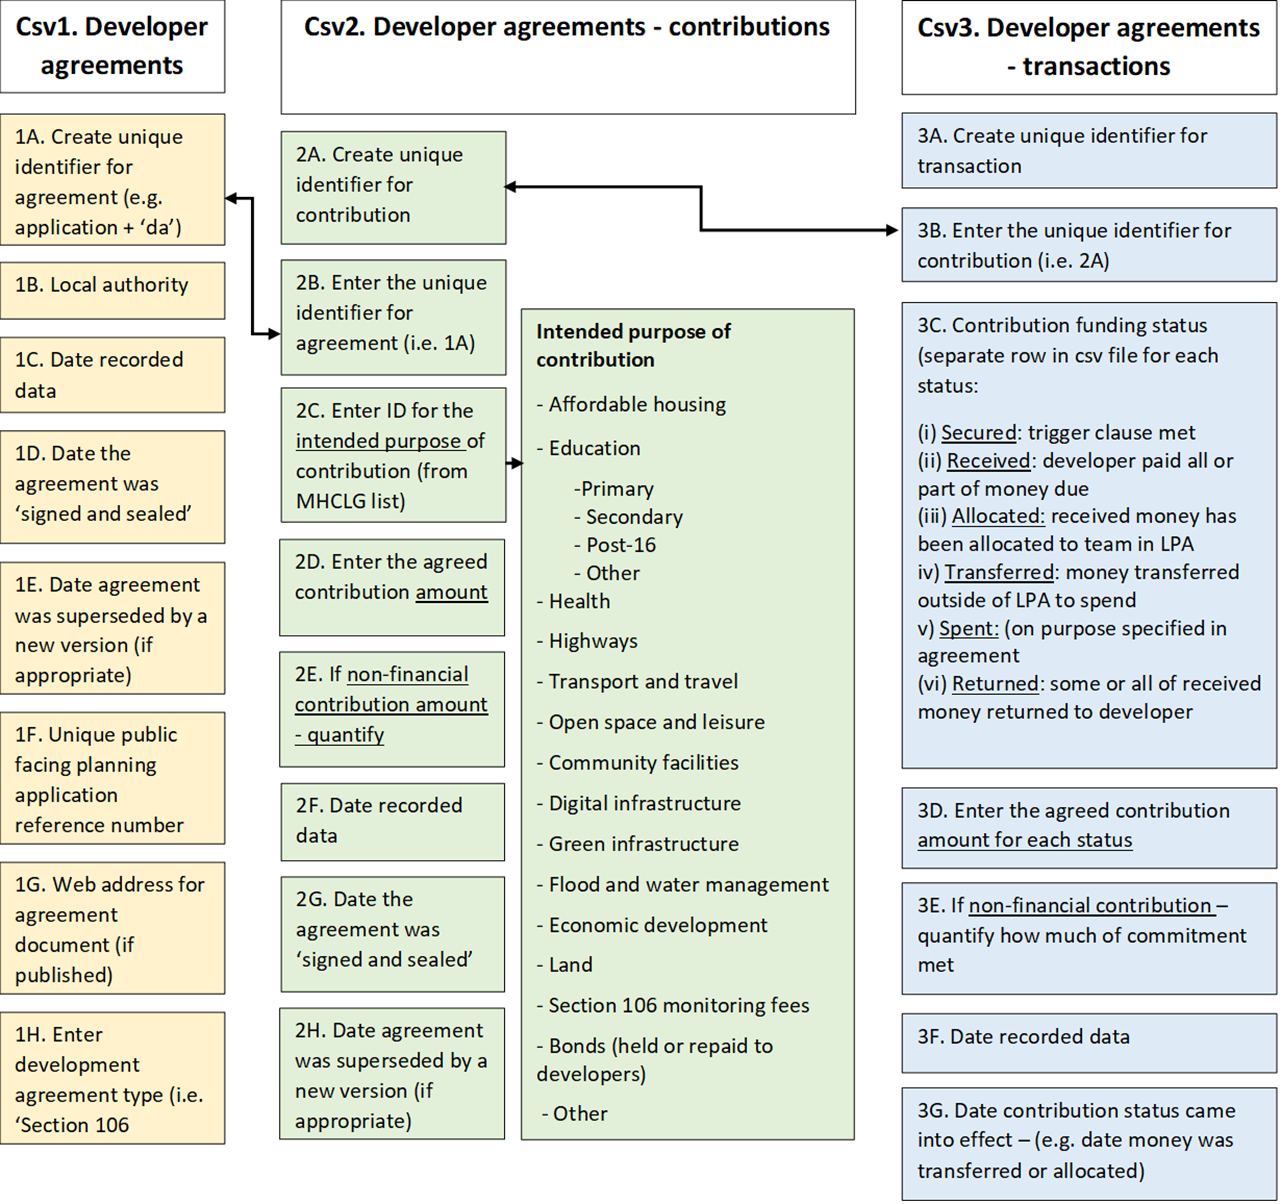 Csv1. Developer
agreements
1A. Create unique
identifier for
agreement (e.g.
application + ‘da’)
1B. Local authority
1C. Date recorded
data
1D. Date the
agreement was
‘signed and sealed’
1E. Date agreement
was superseded by a
new version (if
appropriate)
1F. Unique public
facing planning
application
reference number
1G. Web address for
agreement
document (if
published)
1H. Enter
development
agreement type (i.e.
‘Section 106
Csv2. Developer agreements - contributions
2A. Create unique
identifier for
contribution
2B. Enter the unique
identifier for
agreement (i.e. 1A)
2C. Enter ID for the
intended purpose of
contribution (from
MHCLG list)
2D. Enter the agreed
contribution amount
2E. If non-financial
contribution amount
- quantify
2F. Date recorded
data
2G. Date the
agreement was
‘signed and sealed’
2H. Date agreement
was superseded by a
new version (if
appropriate)
Intended purpose of
contribution
- Affordable housing
- Education
-Primary
- Secondary
- Post-16
- Other
- Health
- Highways
- Transport and travel
- Open space and leisure
- Community facilities
- Digital infrastructure
- Green infrastructure
- Flood and water management
- Economic development
- Land
- Section 106 monitoring fees
- Bonds (held or repaid to
developers)
- Other
Csv3. Developer agreements
- transactions
3A. Create unique identifier for
transaction
3B. Enter the unique identifier for
contribution (i.e. 2A)
3C. Contribution funding status
(separate row in csv file for each
status:
(i) Secured: trigger clause met
(ii) Received: developer paid all or
part of money due
(iii) Allocated: received money has
been allocated to team in LPA
iv) Transferred: money transferred
outside of LPA to spend
v) Spent: (on purpose specified in
agreement
(vi) Returned: some or all of received
money returned to developer
3D. Enter the agreed contribution
amount for each status
3E. If non-financial contribution –
quantify how much of commitment
met
3F. Date recorded data
3G. Date contribution status came
into effect – (e.g. date money was
transferred or allocated)